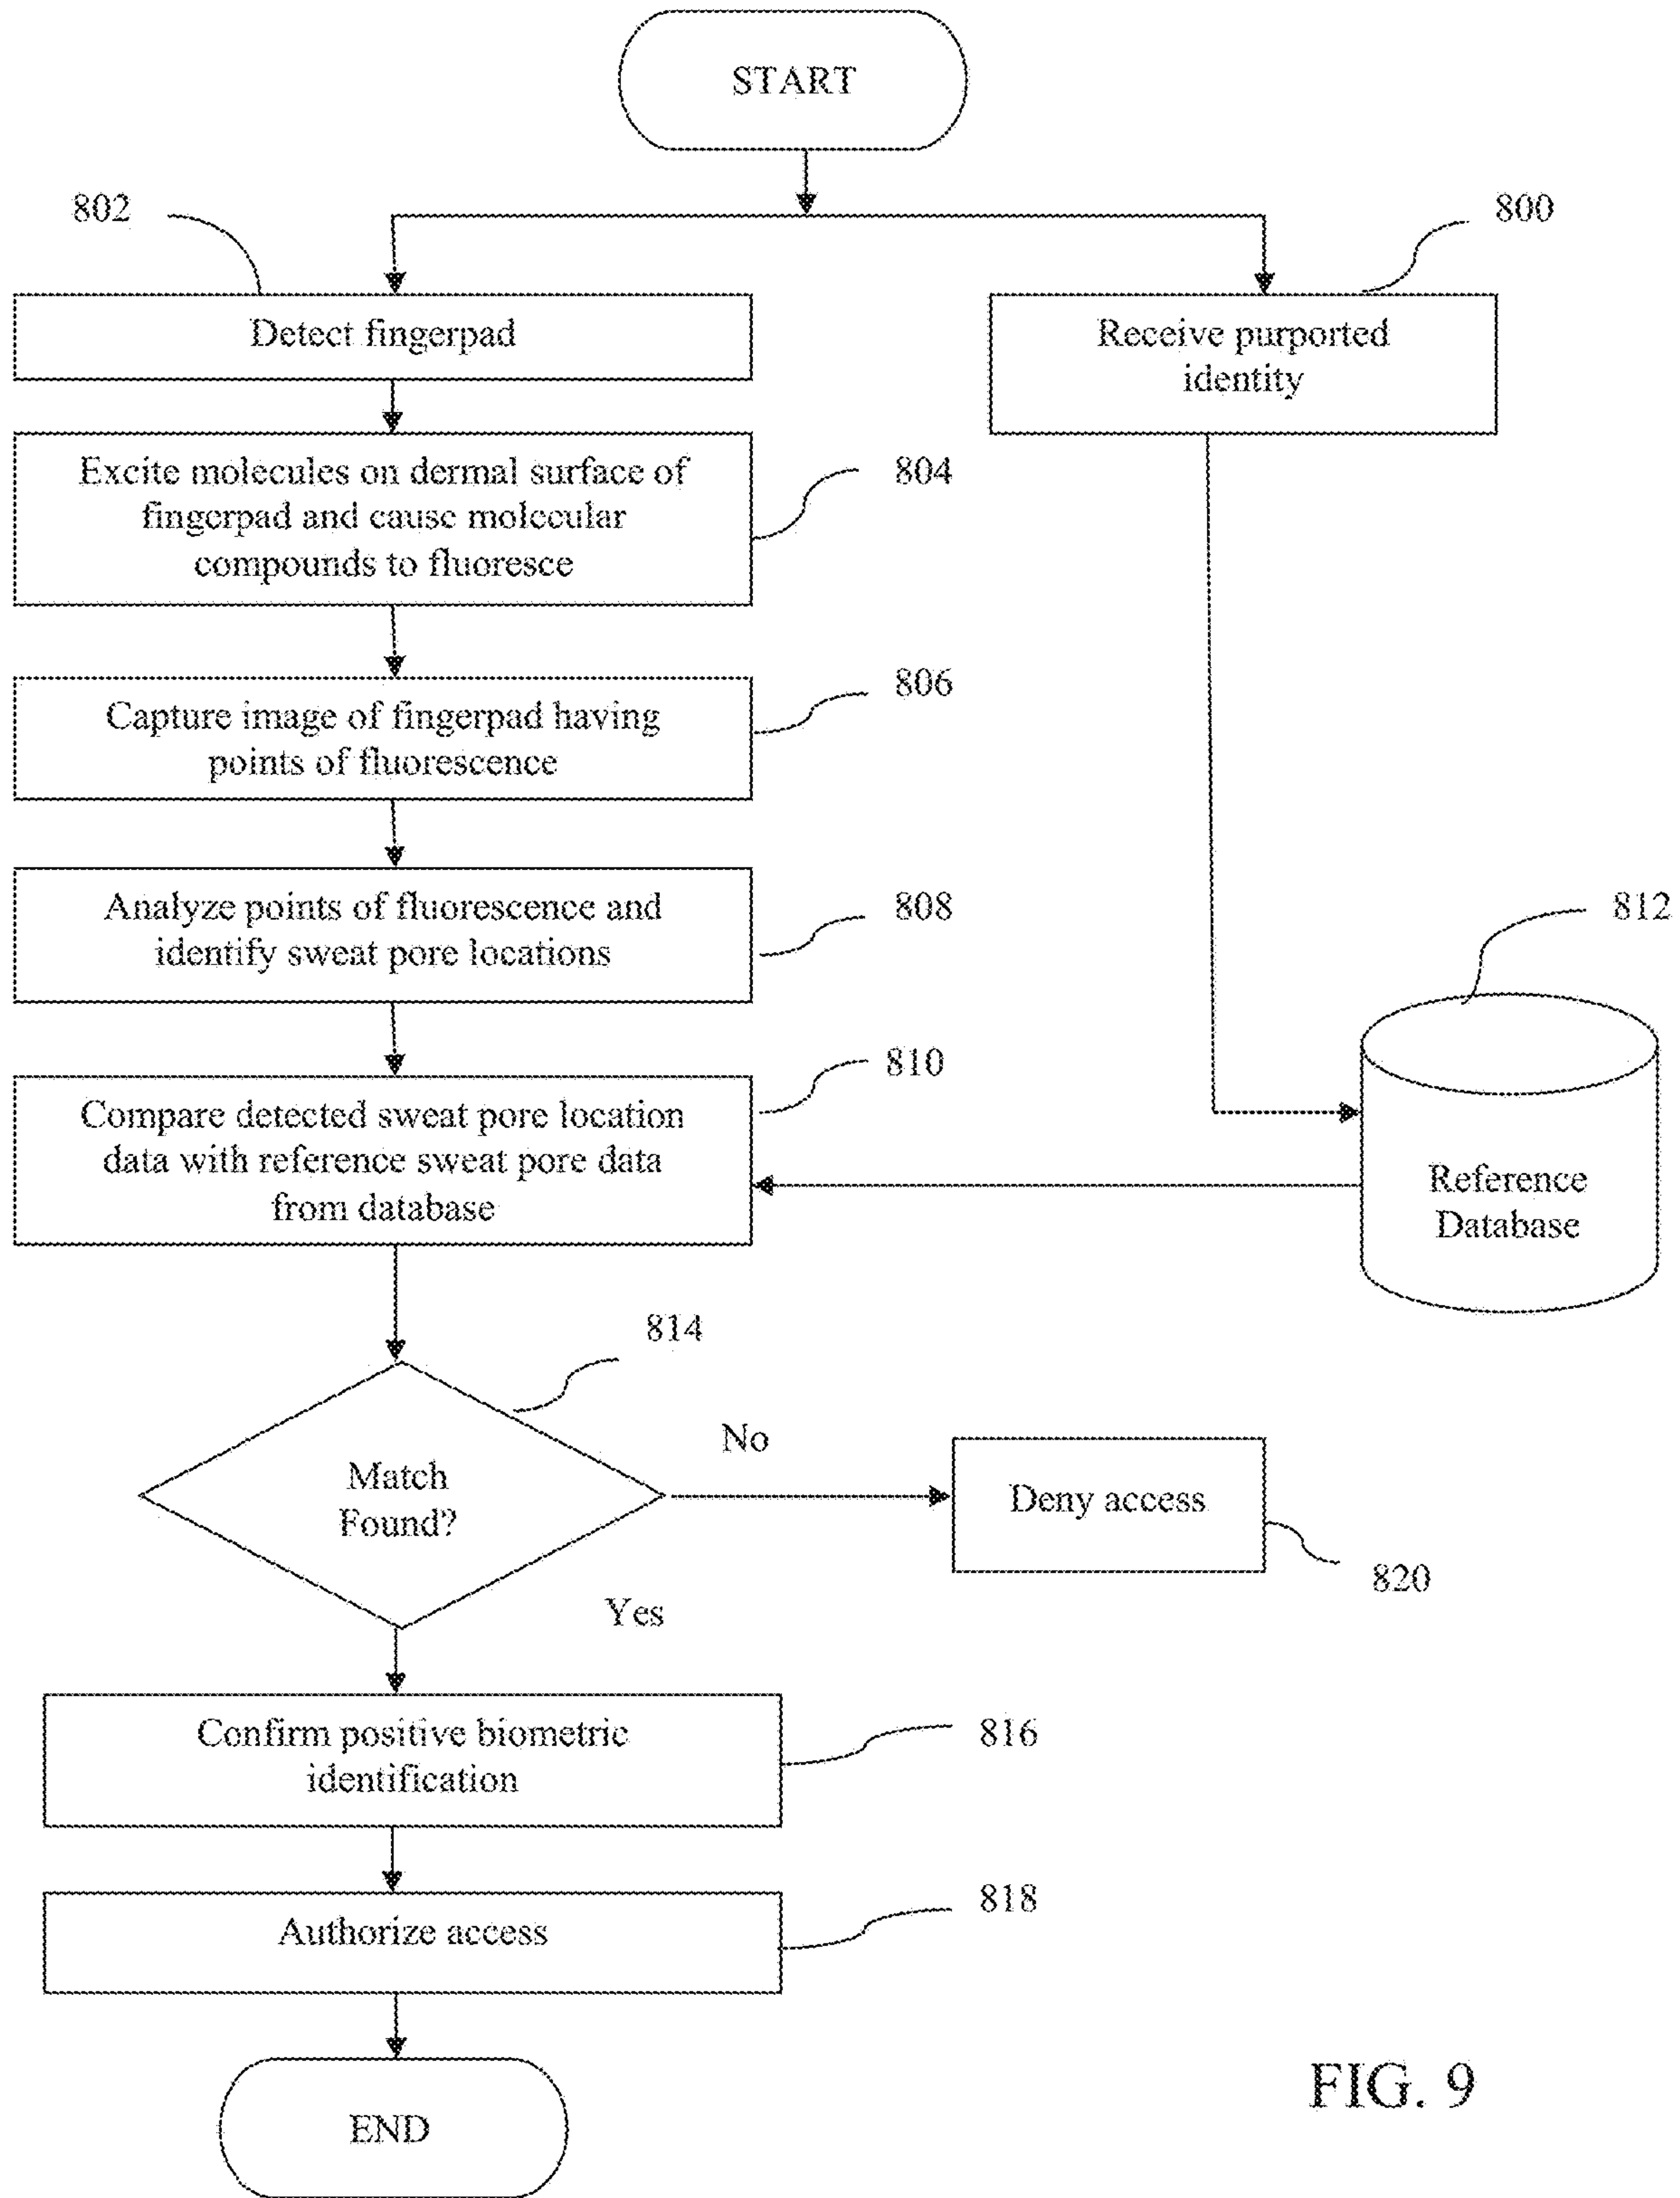 START
802
800
Detect fingerpad
Receive purported
identity
Excite molecules on dermal surface of
fingerpad and cause molecular
compounds to fluoresce
804
Capture image of fingerpad having
points of fluorescence
806
Analyze points of fluorescence and
identify sweat pore locations
808
812
Compare detected sweat pore location
data with reference sweat pore data
from database
810
Reference
Database
814
Match
Found?
No
Deny access
820
Yes
Confirm positive biometric
identification
816
Authorize access
818
END
FIG. 9